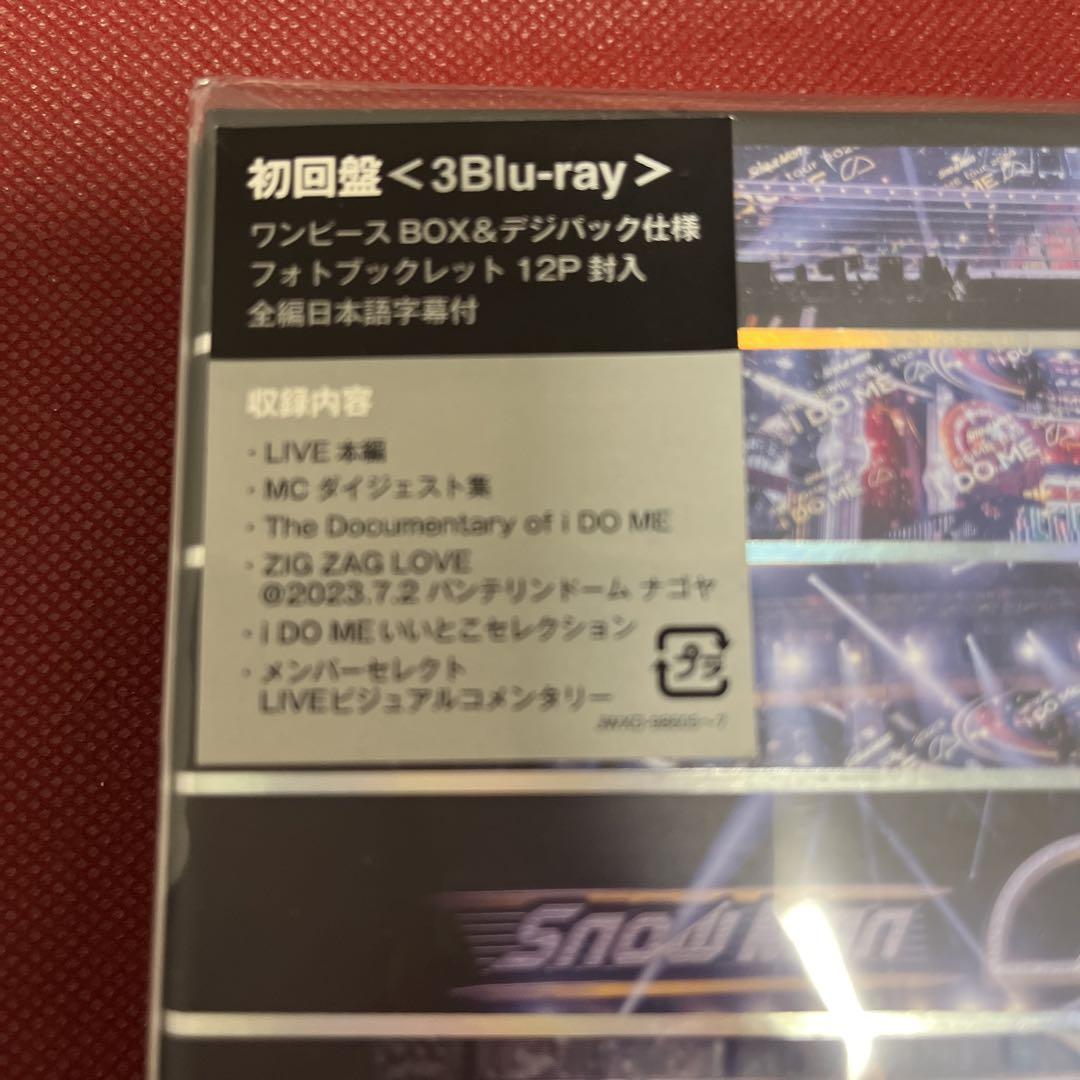 初回盤＜3Blu-ray＞
ワンピース BOX&デジパック仕様
フォトブックレット 12P 封入
全編日本語字幕付
収録内容
・LIVE 本編
・MC ダイジェスト集
・The Documentary of i DO ME
・ZIG ZAG LOVE
@2023.7.2 バンテリンドーム ナゴヤ
・i DO ME いいとこセレクション
・メンバーセレクト
LIVEビジュアルコメンタリー
プラ
i DO ME
DO ME
Snow Man